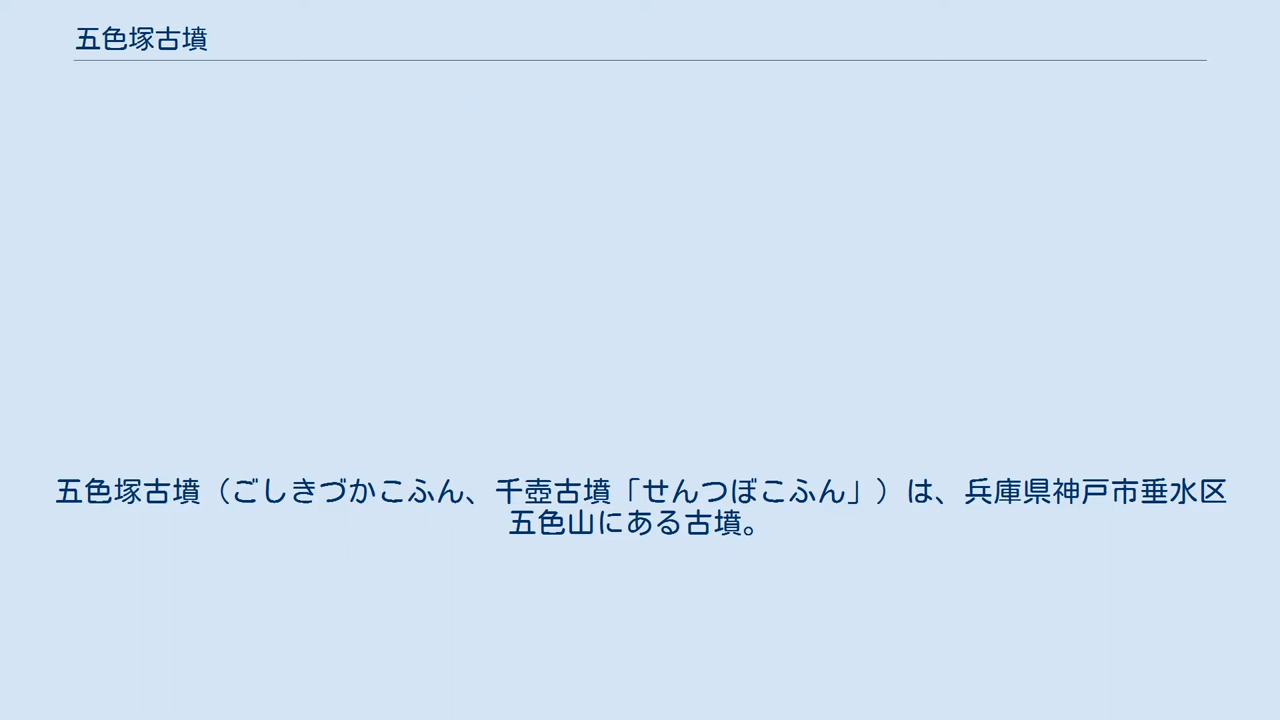 五色塚古墳
五色塚古墳（ごしきづかこふん、千壺古墳「せんつぼこふん」）は、兵庫県神戸市垂水区
五色山にある古墳。